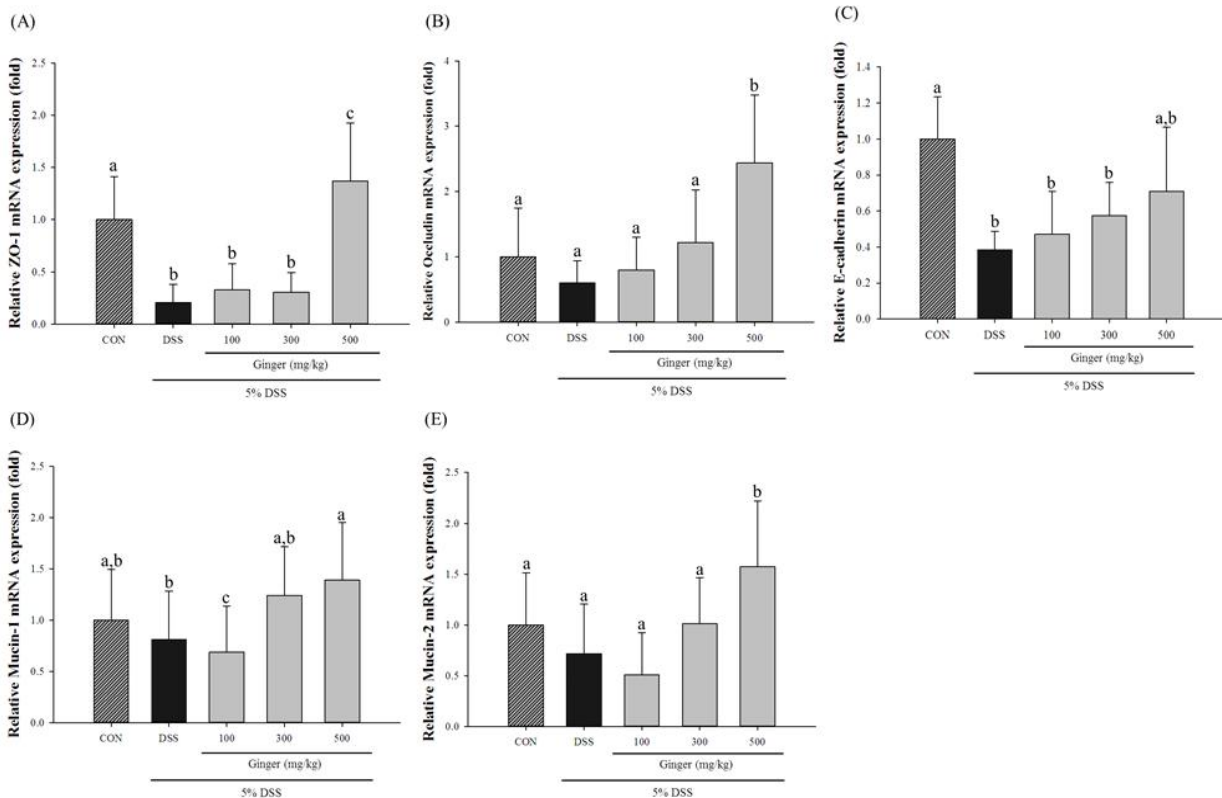 (A)
Relative ZO-1 mRNA expression (fold)
2.5
2.0
1.5
1.0
0.5
0.0
a
b
b
b
c
CON
DSS
100
300
500
Ginger (mg/kg)
5% DSS
(B)
Relative Occludin mRNA expression (fold)
4
3
2
1
0
a
a
a
a
b
CON
DSS
100
300
500
Ginger (mg/kg)
5% DSS
(C)
Relative E-cadherin mRNA expression (fold)
1.4
1.2
1.0
0.8
0.6
0.4
0.2
0.0
a
b
b
b
a,b
CON
DSS
100
300
500
Ginger (mg/kg)
5% DSS
(D)
Relative Mucin-1 mRNA expression (fold)
2.5
2.0
1.5
1.0
0.5
0.0
a,b
b
c
a,b
a
CON
DSS
100
300
500
Ginger (mg/kg)
5% DSS
(E)
Relative Mucin-2 mRNA expression (fold)
2.5
2.0
1.5
1.0
0.5
0.0
a
a
a
a
b
CON
DSS
100
300
500
Ginger (mg/kg)
5% DSS